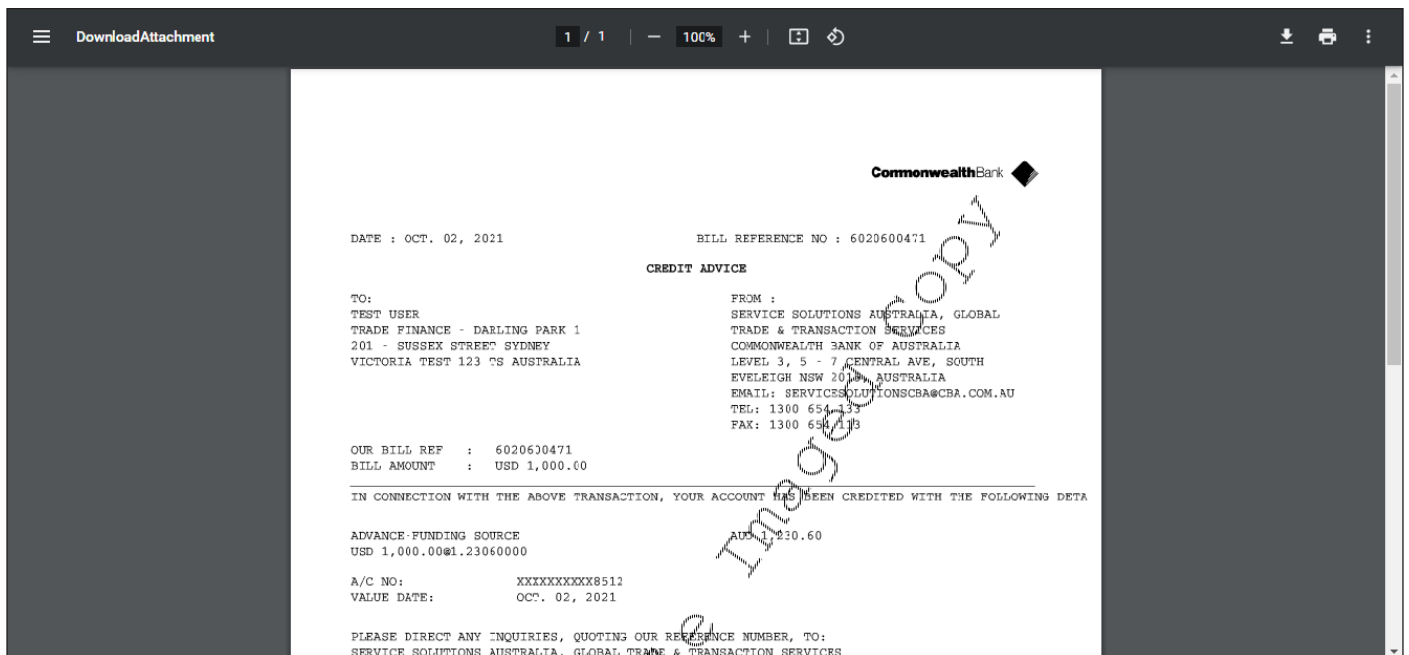 DownloadAttachment 1 / 1 100%
CommonwealthBank
DATE : OCT. 02, 2021 BILL REFERENCE NO : 6020600471
CREDIT ADVICE
TO: FROM :
TEST USER SERVICE SOLUTIONS AUSTRALIA, GLOBAL
TRADE FINANCE - DARLING PARK 1 TRADE & TRANSACTION SERVICES
201 - SUSSEX STREET SYDNEY COMMONWEALTH BANK OF AUSTRALIA
VICTORIA TEST 123 TS AUSTRALIA LEVEL 3, 5 - 7 CENTRAL AVE, SOUTH
EVELEIGH NSW AUSTRALIA
EMAIL: SERVICESOLUTIONSCBA@CBA.COM.AU
TEL: 1300 654 133
FAX: 1300 654 113
OUR BILL REF : 6020600471
BILL AMOUNT : USD 1,000.00
IN CONNECTION WITH THE ABOVE TRANSACTION, YOUR ACCOUNT HAS BEEN CREDITED WITH THE FOLLOWING DETA
ADVANCE-FUNDING SOURCE AUD 1,230.60
USD 1,000.00@1.23060000
A/C NO: XXXXXXXXXX8512
VALUE DATE: OCT. 02, 2021
PLEASE DIRECT ANY INQUIRIES, QUOTING OUR REFERENCE NUMBER, TO:
SERVICE SOLUTIONS AUSTRALIA, GLOBAL TRADE & TRANSACTION SERVICES
e Imaged Copy